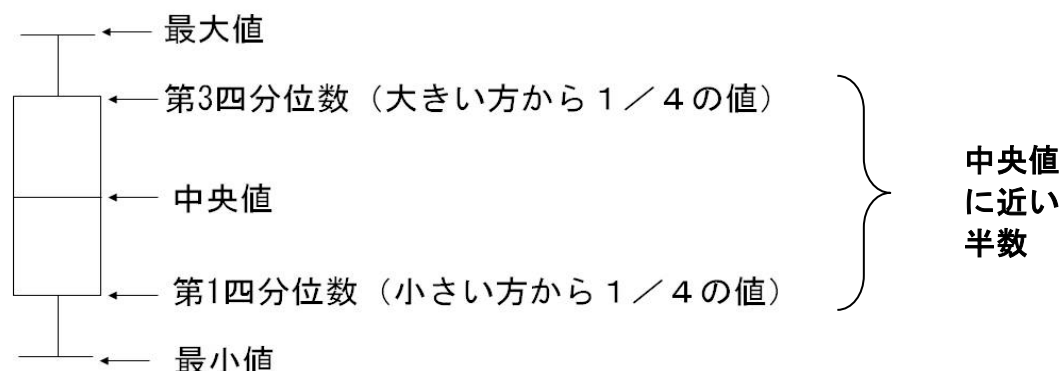 最大値
第3四分位数（大きい方から１／４の値）
中央値
第1四分位数（小さい方から１／４の値）
最小値
中央値
に近い
半数